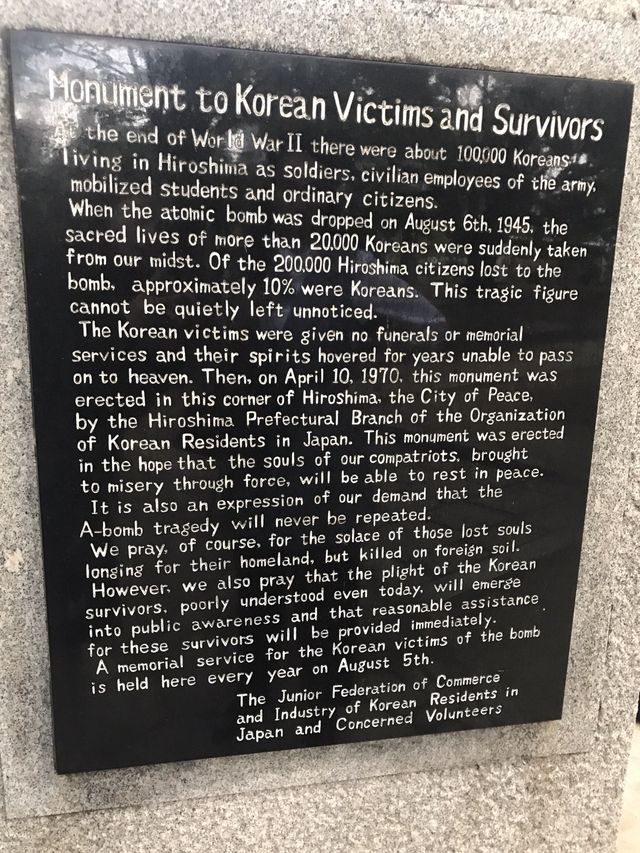 Monument to Korean Victims and Survivors
At the end of World War II there were about 100,000 Koreans
living in Hiroshima as soldiers, civilian employees of the army,
mobilized students and ordinary citizens.
When the atomic bomb was dropped on August 6th, 1945, the
sacred lives of more than 20,000 Koreans were suddenly taken
from our midst. Of the 200,000 Hiroshima citizens lost to the
bomb, approximately 10% were Koreans. This tragic figure
cannot be quietly left unnoticed.
The Korean victims were given no funerals or memorial
services and their spirits hovered for years unable to pass
on to heaven. Then, on April 10, 1970, this monument was
erected in this corner of Hiroshima, the City of Peace,
by the Hiroshima Prefectural Branch of the Organization
of Korean Residents in Japan. This monument was erected
in the hope that the souls of our compatriots, brought
to misery through force, will be able to rest in peace.
It is also an expression of our demand that the
A-bomb tragedy will never be repeated.
We pray, of course, for the solace of those lost souls
longing for their homeland, but killed on foreign soil.
However, we also pray that the plight of the Korean
survivors, poorly understood even today, will emerge
into public awareness and that reasonable assistance
for these survivors will be provided immediately.
A memorial service for the Korean victims of the bomb
is held here every year on August 5th.
The Junior Federation of Commerce
and Industry of Korean Residents in
Japan and Concerned Volunteers